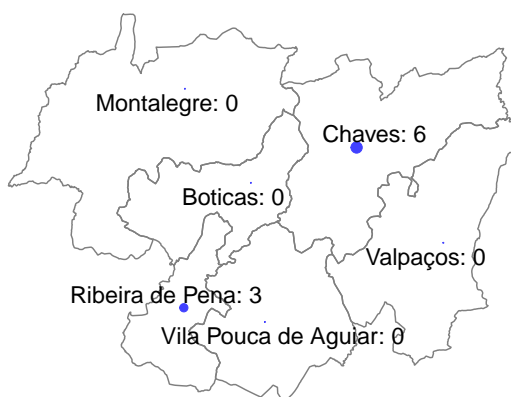 Montalegre: 0
Chaves: 6
Boticas: 0
Valpaços: 0
Ribeira de Pena: 3
Vila Pouca de Aguiar: 0